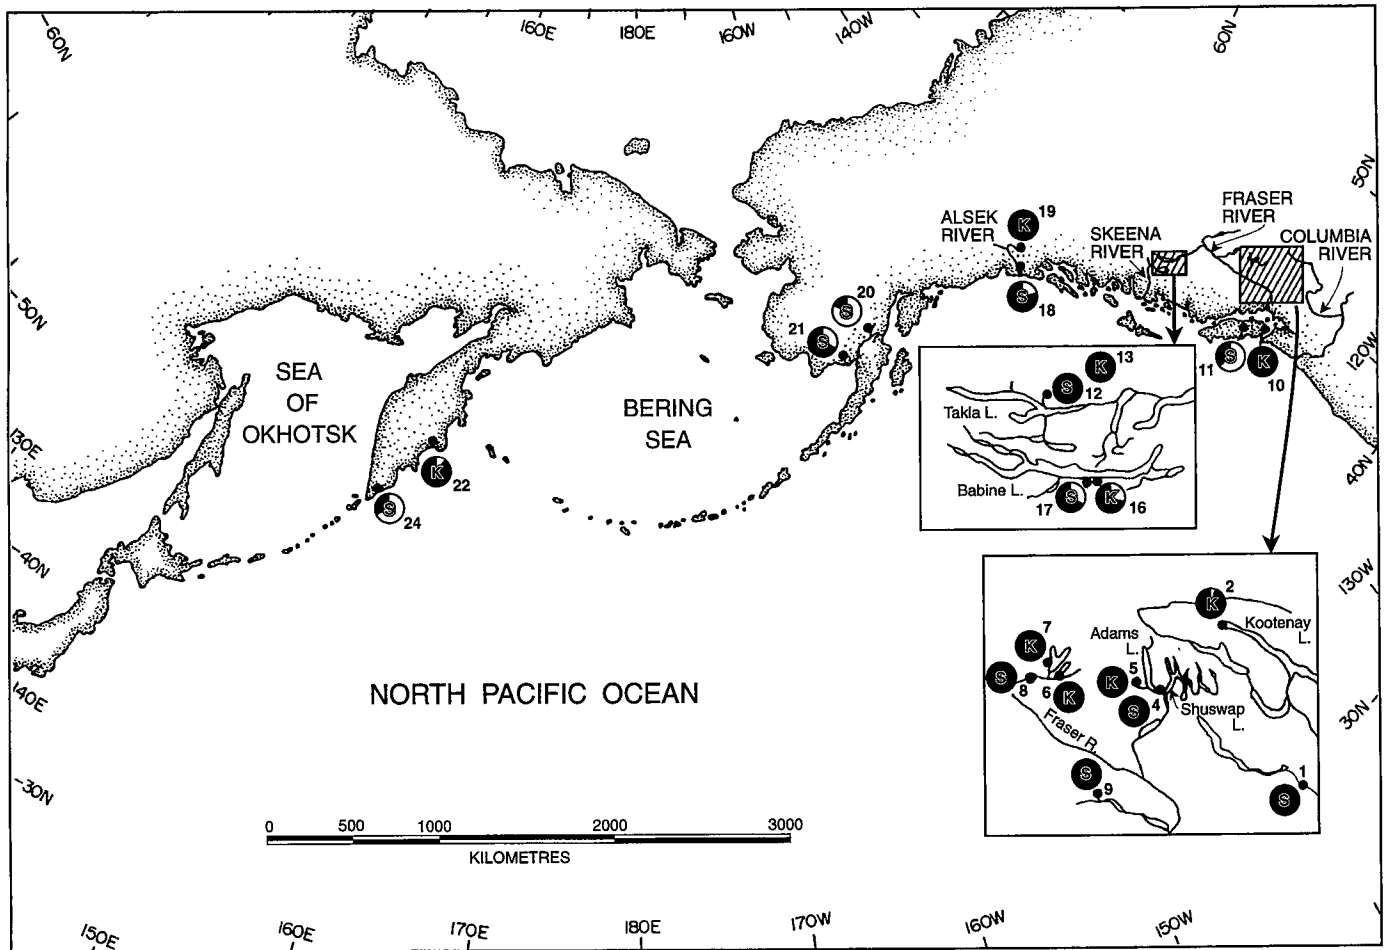 60N
160E
180E
160W
140W
60N
50N
FRASER
RIVER
COLUMBIA
RIVER
K
19
ALSEK
RIVER
SKEENA
RIVER
20
S
S
18
21
S
50N
120W
S
11
K
10
SEA
OF
OKHOTSK
BERING
SEA
13
K
S
12
Takla L.
130E
40N
K
22
Babine L.
17
S
K
16
S
24
40N
130W
2
K
Kootenay
L.
7
K
Adams
L.
5
S
8
6
K
K
4
S
Shuswap
L.
140E
NORTH PACIFIC OCEAN
30N
Fraser R.
S
9
1
S
30N
0
500
1000
2000
3000
KILOMETRES
150E
160E
170E
180E
170W
160W
150W